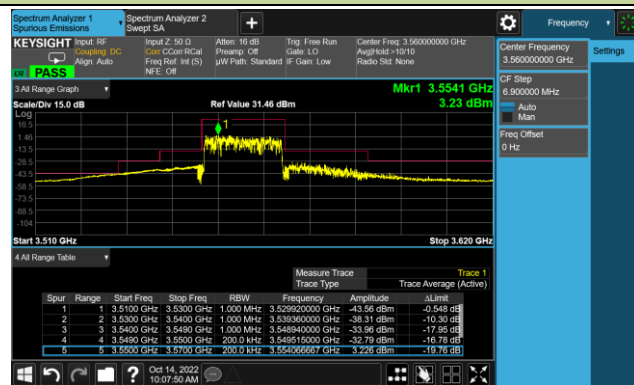 Spectrum Analyzer 1
Spurious Emissions
Spectrum Analyzer 2
Swept SA
Frequency
KEYSIGHT
Input: RF
Coupling: DC
Align: Auto
Input Z: 50 Ω
Corr CCorr RCal
Freq Ref: Int (S)
NFE: Off
Atten: 16 dB
Preamp: Off
µW Path: Standard
Trig: Free Run
Gate: LO
IF Gain: Low
Center Freq: 3.560000000 GHz
Avg|Hold:>10/10
Radio Std: None
PASS
3 All Range Graph
Mkr1 3.5541 GHz
Scale/Div 15.0 dB
Ref Value 31.46 dBm
3.23 dBm
Log
16.5
1.46
-13.5
-28.5
-43.5
-58.5
-73.5
-88.5
-104
1
Start 3.510 GHz
Stop 3.620 GHz
4 All Range Table
Measure Trace Trace 1
Trace Type Trace Average (Active)
Spur Range Start Freq Stop Freq RBW Frequency Amplitude ΔLimit
1 1 3.5100 GHz 3.5300 GHz 1.000 MHz 3.529920000 GHz -43.56 dBm -0.548 dB
2 2 3.5300 GHz 3.5400 GHz 1.000 MHz 3.539360000 GHz -38.31 dBm -10.30 dB
3 3 3.5400 GHz 3.5490 GHz 1.000 MHz 3.548940000 GHz -33.96 dBm -17.95 dB
4 4 3.5490 GHz 3.5500 GHz 200.0 kHz 3.549515000 GHz -32.79 dBm -16.78 dB
5 5 3.5500 GHz 3.5700 GHz 200.0 kHz 3.554066667 GHz 3.226 dBm -19.76 dB
Oct 14, 2022
10:07:50 AM
Center Frequency
3.560000000 GHz
Settings
CF Step
6.900000 MHz
Auto
Man
Freq Offset
0 Hz